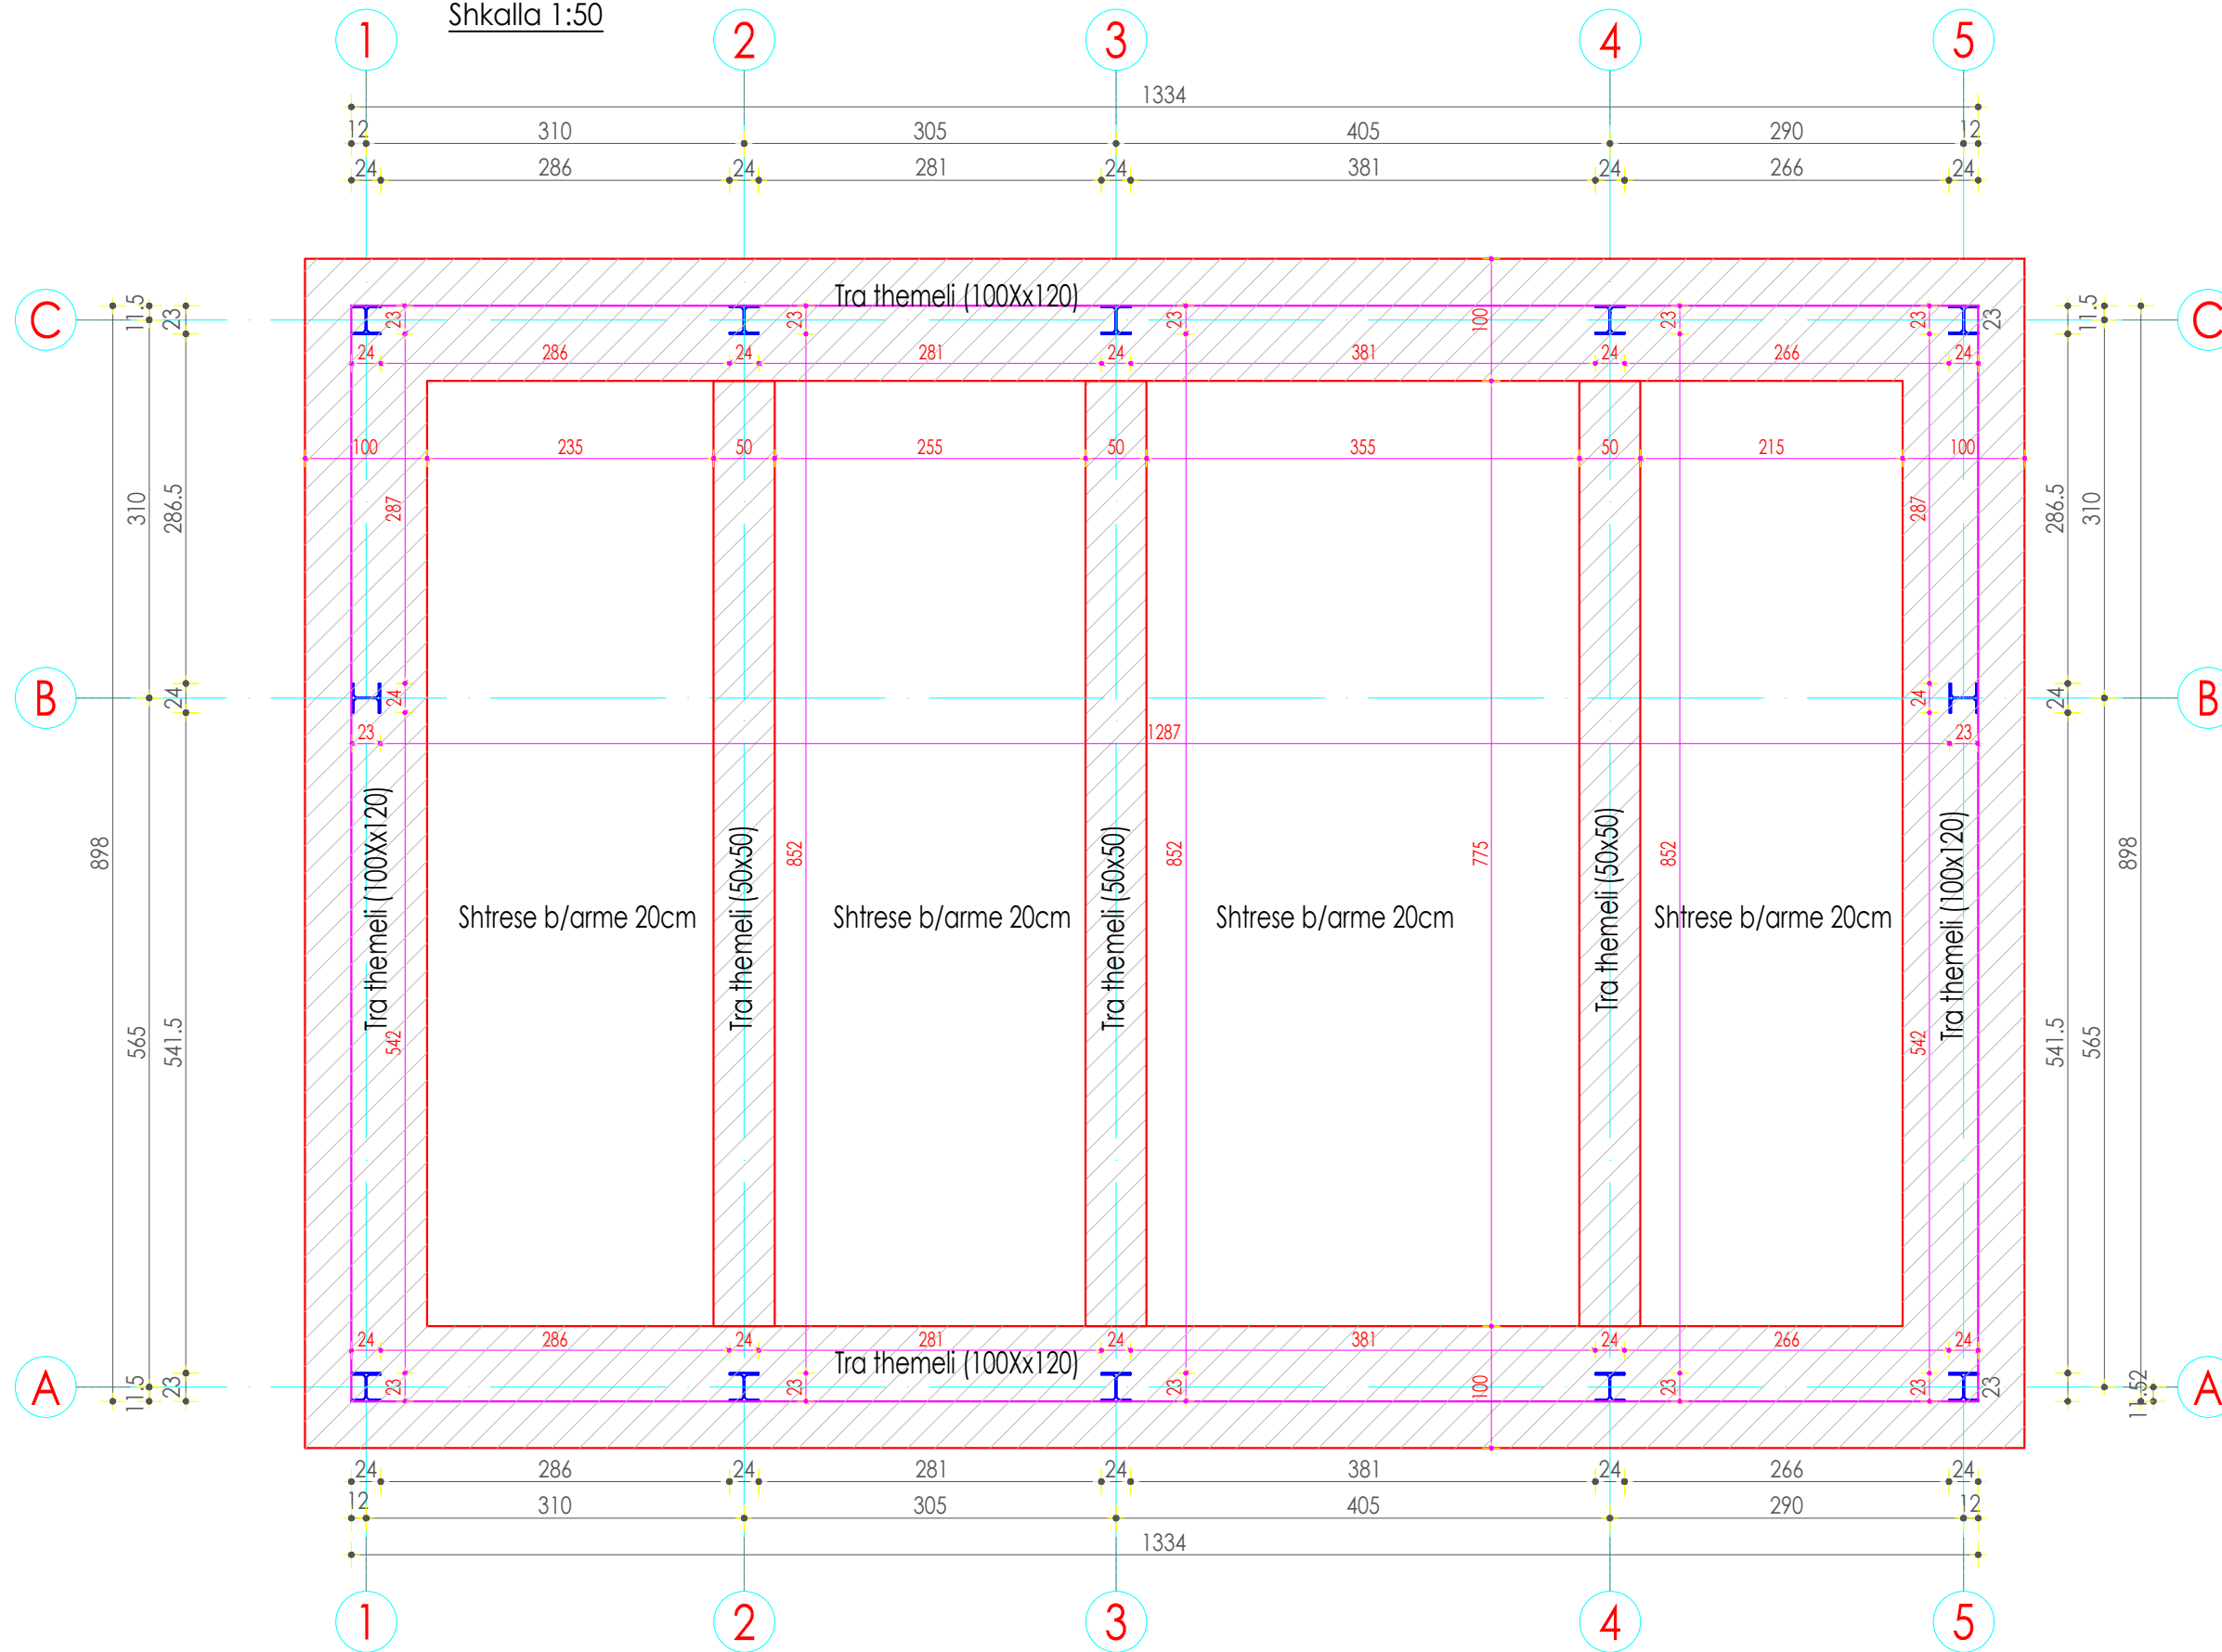 Shkalla 1:50
1 2 3 4 5
1334
12 310 305 405 290 12
24 286 24 281 24 381 24 266 24
Tra themeli (100Xx120)
C 11.5 23 23 23 23 100 23 23 23 11.5 C
24 286 24 281 24 381 24 266 24
100 235 50 255 50 355 50 215 100
310 286.5 287 287 286.5 310
B 24 24 24 24 B
23 1287 23
898 852 852 775 852 898
Tra themeli (100Xx120)
Tra themeli (50x50)
Tra themeli (50x50)
Tra themeli (50x50)
Tra themeli (100x120)
Shtrese b/arme 20cm Shtrese b/arme 20cm Shtrese b/arme 20cm Shtrese b/arme 20cm
565 541.5 542 542 541.5 565
24 286 24 281 24 381 24 266 24
Tra themeli (100Xx120)
A 11.5 23 23 23 23 100 23 23 23 11.52 A
24 286 24 281 24 381 24 266 24
12 310 305 405 290 12
1334
1 2 3 4 5